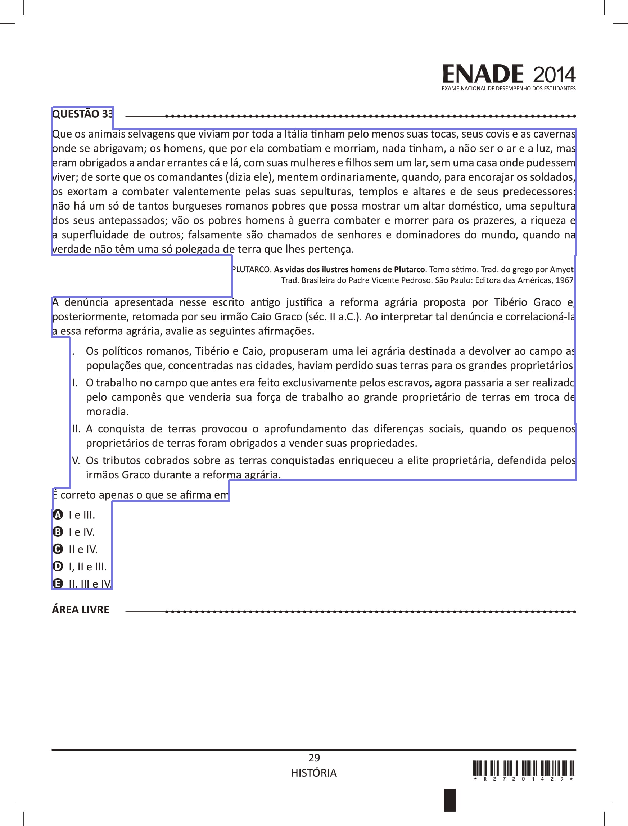 ENADE 2014
EXAME NACIONAL DE DESEMPENHO DOS ESTUDANTES
QUESTÃO 33
Que os animais selvagens que viviam por toda a Itália tinham pelo menos suas tocas, seus covis e as cavernas
onde se abrigavam; os homens, que por ela combatiam e morriam, nada tinham, a não ser o ar e a luz, mas
eram obrigados a andar errantes cá e lá, com suas mulheres e filhos sem um lar, sem uma casa onde pudessem
viver; de sorte que os comandantes (dizia ele), mentem ordinariamente, quando, para encorajar os soldados,
os exortam a combater valentemente pelas suas sepulturas, templos e altares e de seus predecessores:
não há um só de tantos burgueses romanos pobres que possa mostrar um altar doméstico, uma sepultura
dos seus antepassados; vão os pobres homens à guerra combater e morrer para os prazeres, a riqueza e
a superfluidade de outros; falsamente são chamados de senhores e dominadores do mundo, quando na
verdade não têm uma só polegada de terra que lhes pertença.
PLUTARCO. As vidas dos ilustres homens de Plutarco. Tomo sétimo. Trad. do grego por Amyot.
Trad. Brasileira do Padre Vicente Pedroso. São Paulo: Editora das Américas, 1967.
A denúncia apresentada nesse escrito antigo justifica a reforma agrária proposta por Tibério Graco e,
posteriormente, retomada por seu irmão Caio Graco (séc. II a.C.). Ao interpretar tal denúncia e correlacioná-la
a essa reforma agrária, avalie as seguintes afirmações.
I. Os políticos romanos, Tibério e Caio, propuseram uma lei agrária destinada a devolver ao campo as
populações que, concentradas nas cidades, haviam perdido suas terras para os grandes proprietários.
II. O trabalho no campo que antes era feito exclusivamente pelos escravos, agora passaria a ser realizado
pelo camponês que venderia sua força de trabalho ao grande proprietário de terras em troca de
moradia.
III. A conquista de terras provocou o aprofundamento das diferenças sociais, quando os pequenos
proprietários de terras foram obrigados a vender suas propriedades.
IV. Os tributos cobrados sobre as terras conquistadas enriqueceu a elite proprietária, defendida pelos
irmãos Graco durante a reforma agrária.
É correto apenas o que se afirma em
A I e III.
B I e IV.
C II e IV.
D I, II e III.
E II, III e IV.
ÁREA LIVRE
29
HISTÓRIA